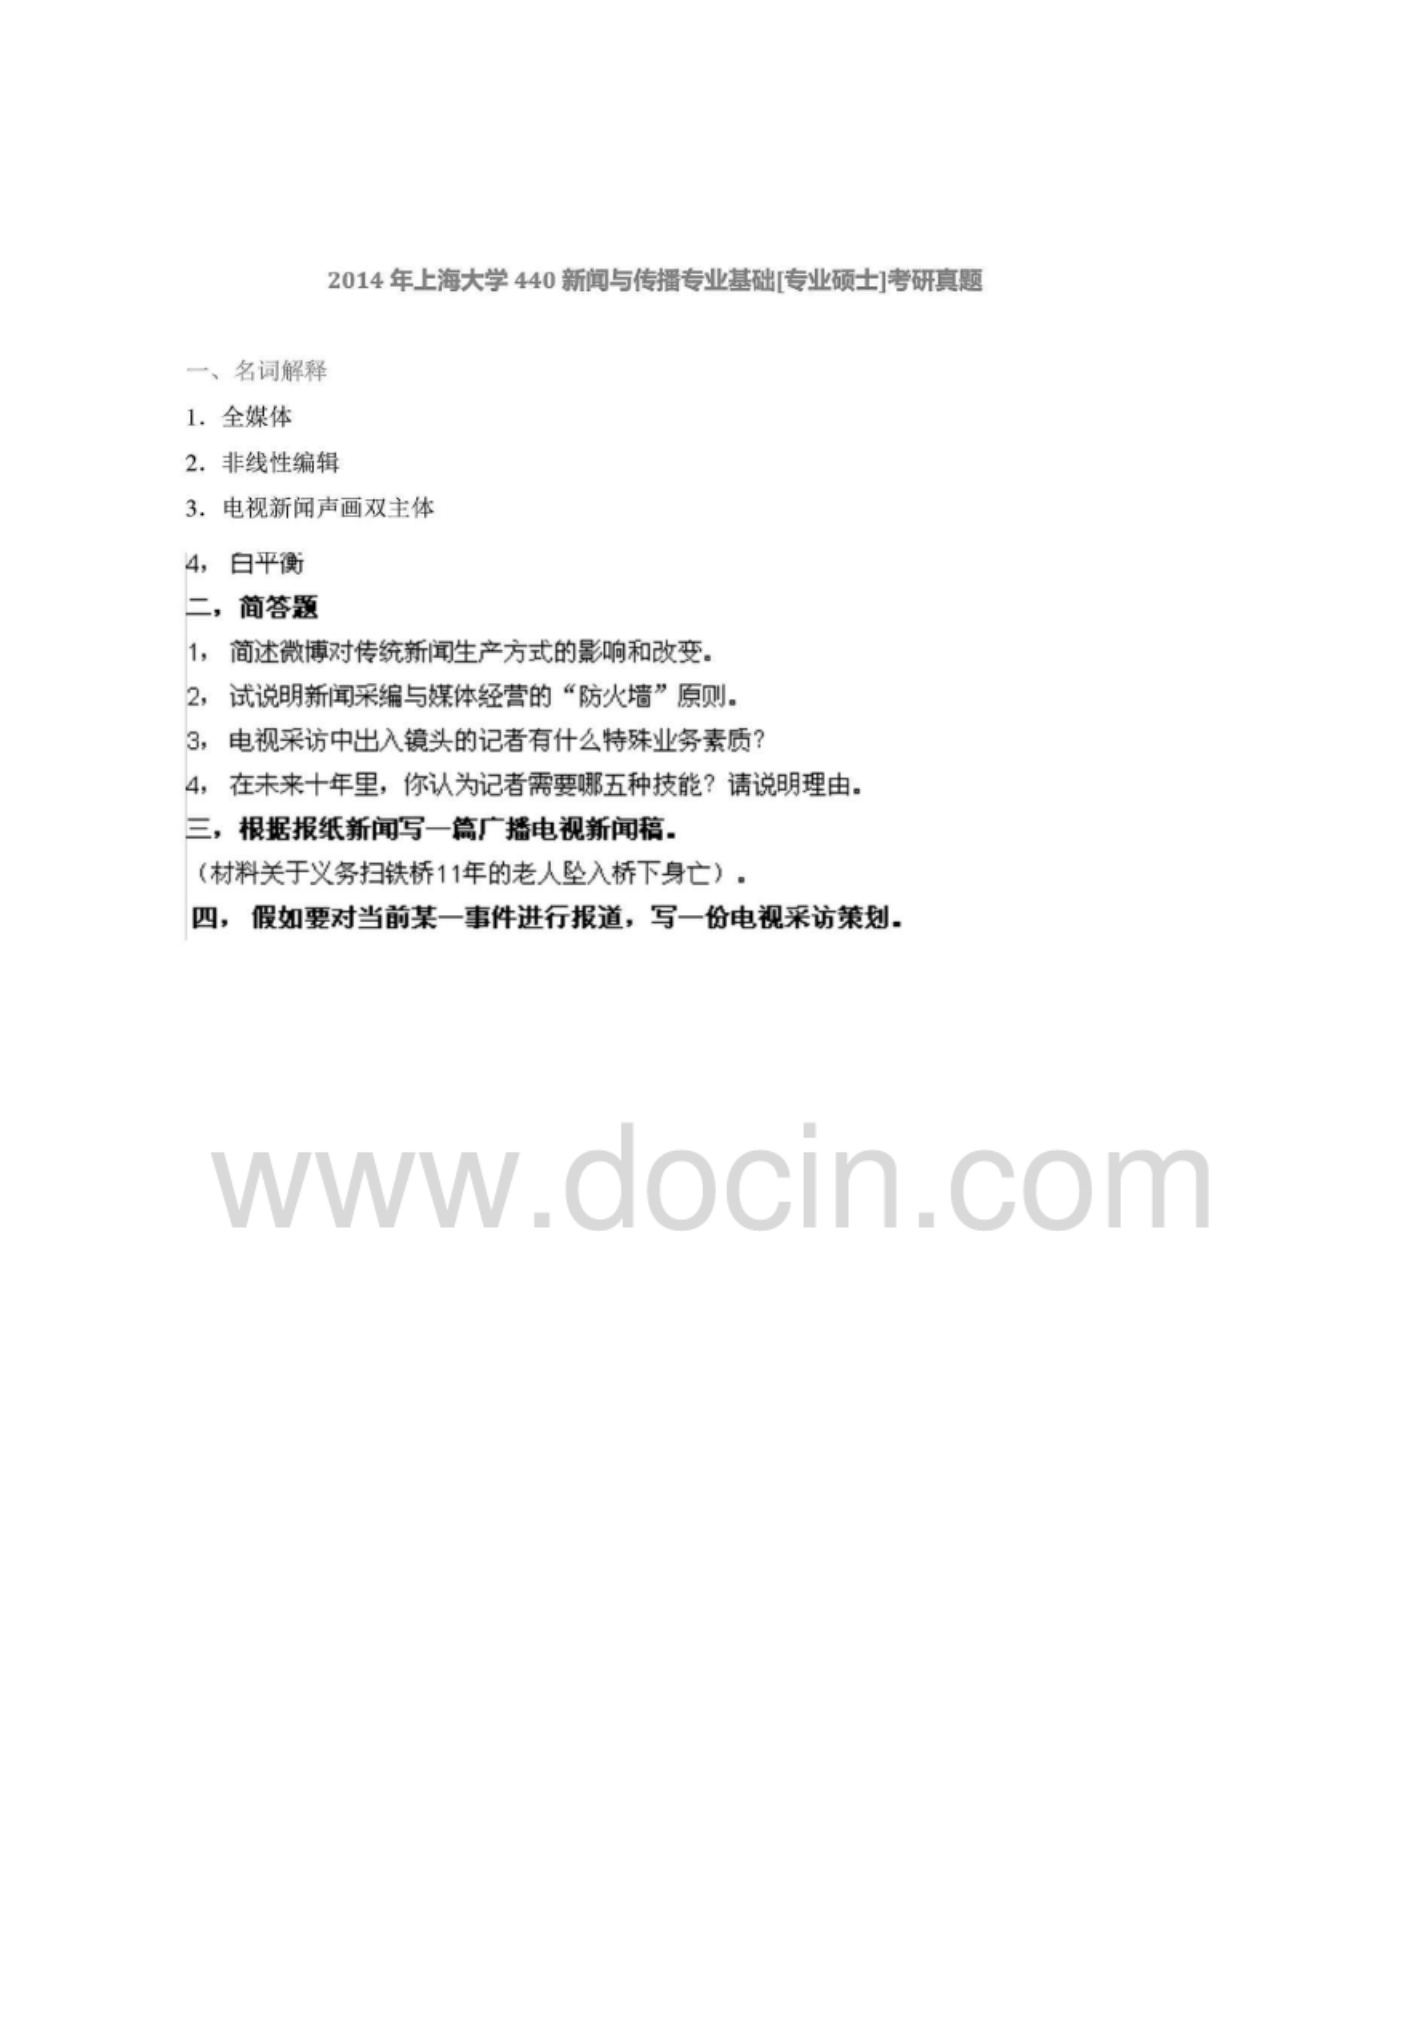 2014 年上海大学 440 新闻与传播专业基础[专业硕士]考研真题
一、名词解释
1．全媒体
2．非线性编辑
3．电视新闻声画双主体
4， 白平衡
二，简答题
1， 简述微博对传统新闻生产方式的影响和改变。
2， 试说明新闻采编与媒体经营的“防火墙”原则。
3， 电视采访中出入镜头的记者有什么特殊业务素质？
4， 在未来十年里，你认为记者需要哪五种技能？请说明理由。
三，根据报纸新闻写一篇广播电视新闻稿。
（材料关于义务扫铁桥11年的老人坠入桥下身亡）。
四， 假如要对当前某一事件进行报道，写一份电视采访策划。
www.docin.com